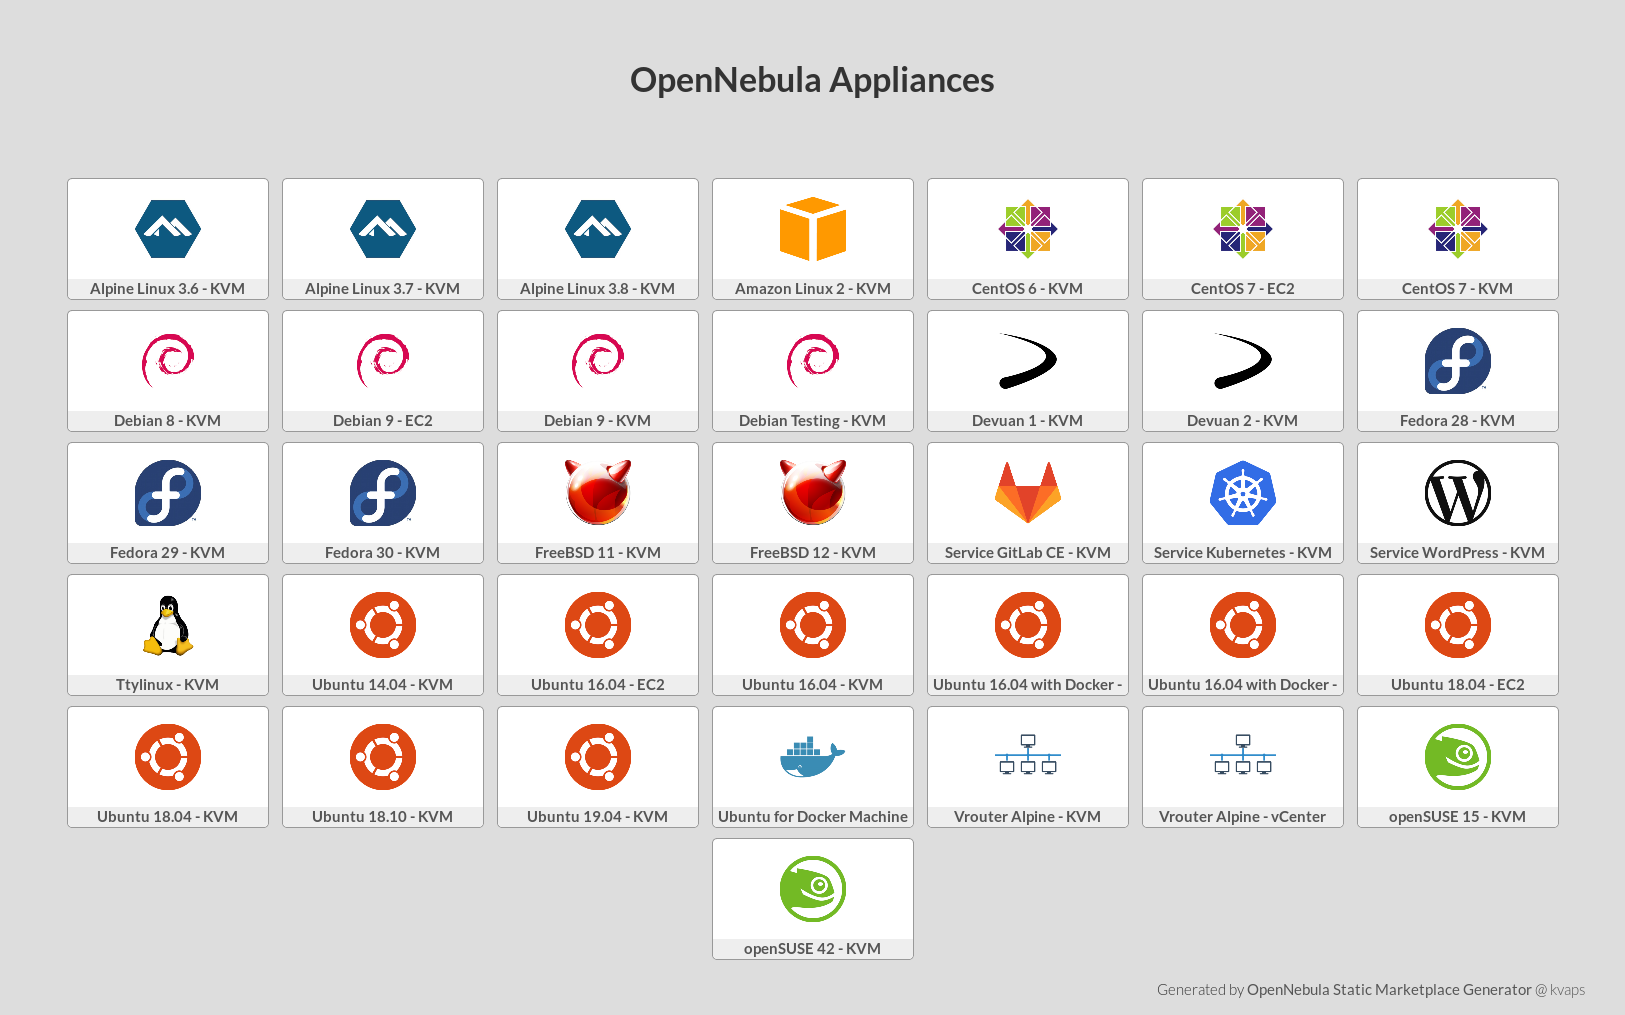 OpenNebula Appliances
Alpine Linux 3.6 - KVM
Alpine Linux 3.7 - KVM
Alpine Linux 3.8 - KVM
Amazon Linux 2 - KVM
CentOS 6 - KVM
CentOS 7 - EC2
CentOS 7 - KVM
Debian 8 - KVM
Debian 9 - EC2
Debian 9 - KVM
Debian Testing - KVM
Devuan 1 - KVM
Devuan 2 - KVM
Fedora 28 - KVM
Fedora 29 - KVM
Fedora 30 - KVM
FreeBSD 11 - KVM
FreeBSD 12 - KVM
Service GitLab CE - KVM
Service Kubernetes - KVM
Service WordPress - KVM
Ttylinux - KVM
Ubuntu 14.04 - KVM
Ubuntu 16.04 - EC2
Ubuntu 16.04 - KVM
Ubuntu 16.04 with Docker -
Ubuntu 16.04 with Docker -
Ubuntu 18.04 - EC2
Ubuntu 18.04 - KVM
Ubuntu 18.10 - KVM
Ubuntu 19.04 - KVM
Ubuntu for Docker Machine
Vrouter Alpine - KVM
Vrouter Alpine - vCenter
openSUSE 15 - KVM
openSUSE 42 - KVM
Generated by OpenNebula Static Marketplace Generator @ kvaps